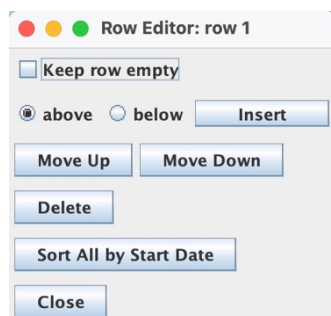 Row Editor: row 1
Keep row empty
above below Insert
Move Up Move Down
Delete
Sort All by Start Date
Close